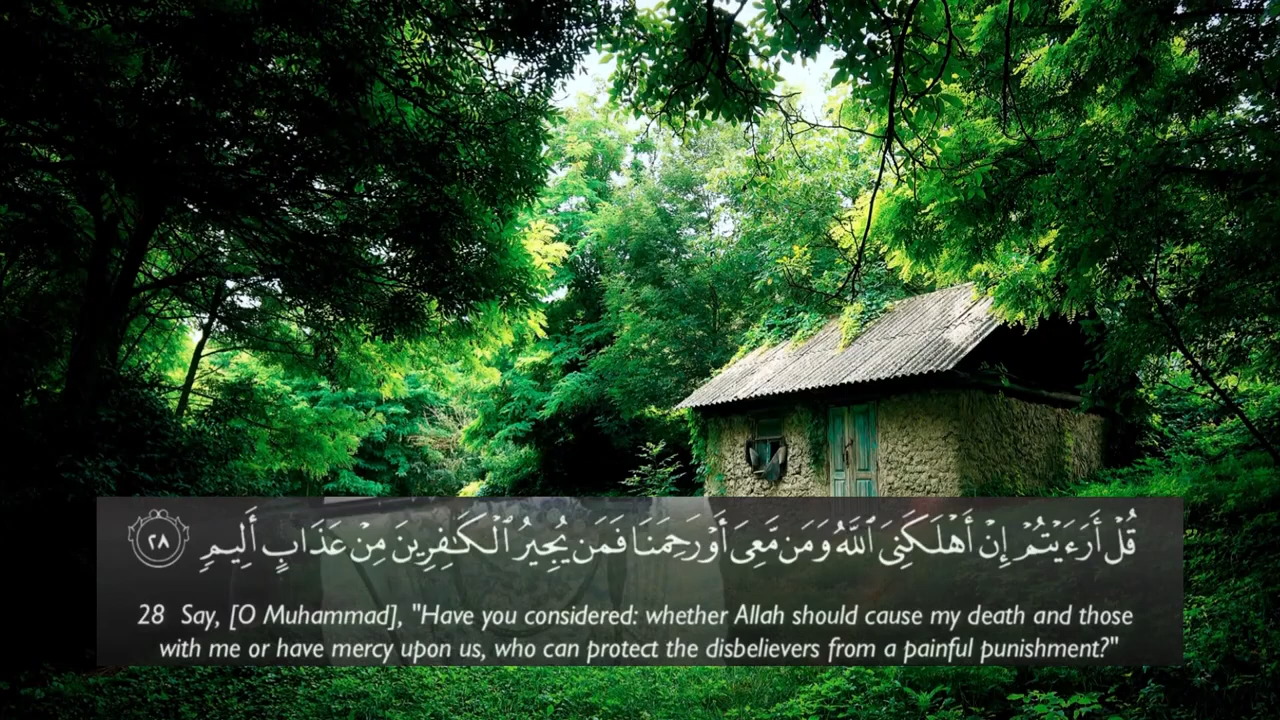 قُلْ أَرَءَيْتُمْ إِنْ أَهْلَكَنِىَ ٱللَّهُ وَمَن مَّعِىَ أَوْ رَحِمَنَا فَمَن يُجِيرُ ٱلْكَـٰفِرِينَ مِنْ عَذَابٍ أَلِيمٍ ٢٨
28 Say, [O Muhammad], "Have you considered: whether Allah should cause my death and those
with me or have mercy upon us, who can protect the disbelievers from a painful punishment?"